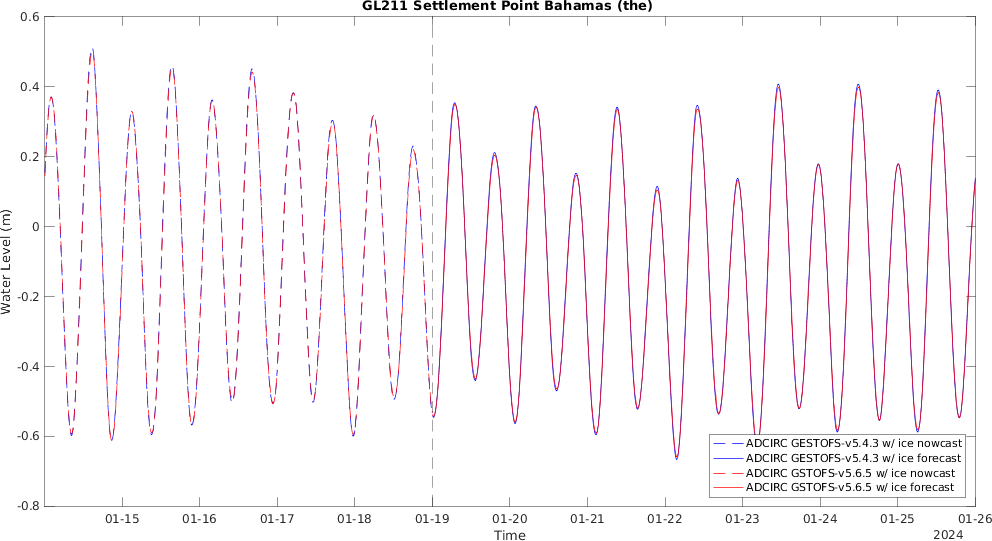 GL211 Settlement Point Bahamas (the)
0.6
0.4
0.2
0
-0.2
-0.4
-0.6
-0.8
Water Level (m)
ADCIRC GESTOFS-v5.4.3 w/ ice nowcast
ADCIRC GESTOFS-v5.4.3 w/ ice forecast
ADCIRC GSTOFS-v5.6.5 w/ ice nowcast
ADCIRC GSTOFS-v5.6.5 w/ ice forecast
01-15 01-16 01-17 01-18 01-19 01-20 01-21 01-22 01-23 01-24 01-25 01-26
Time
2024